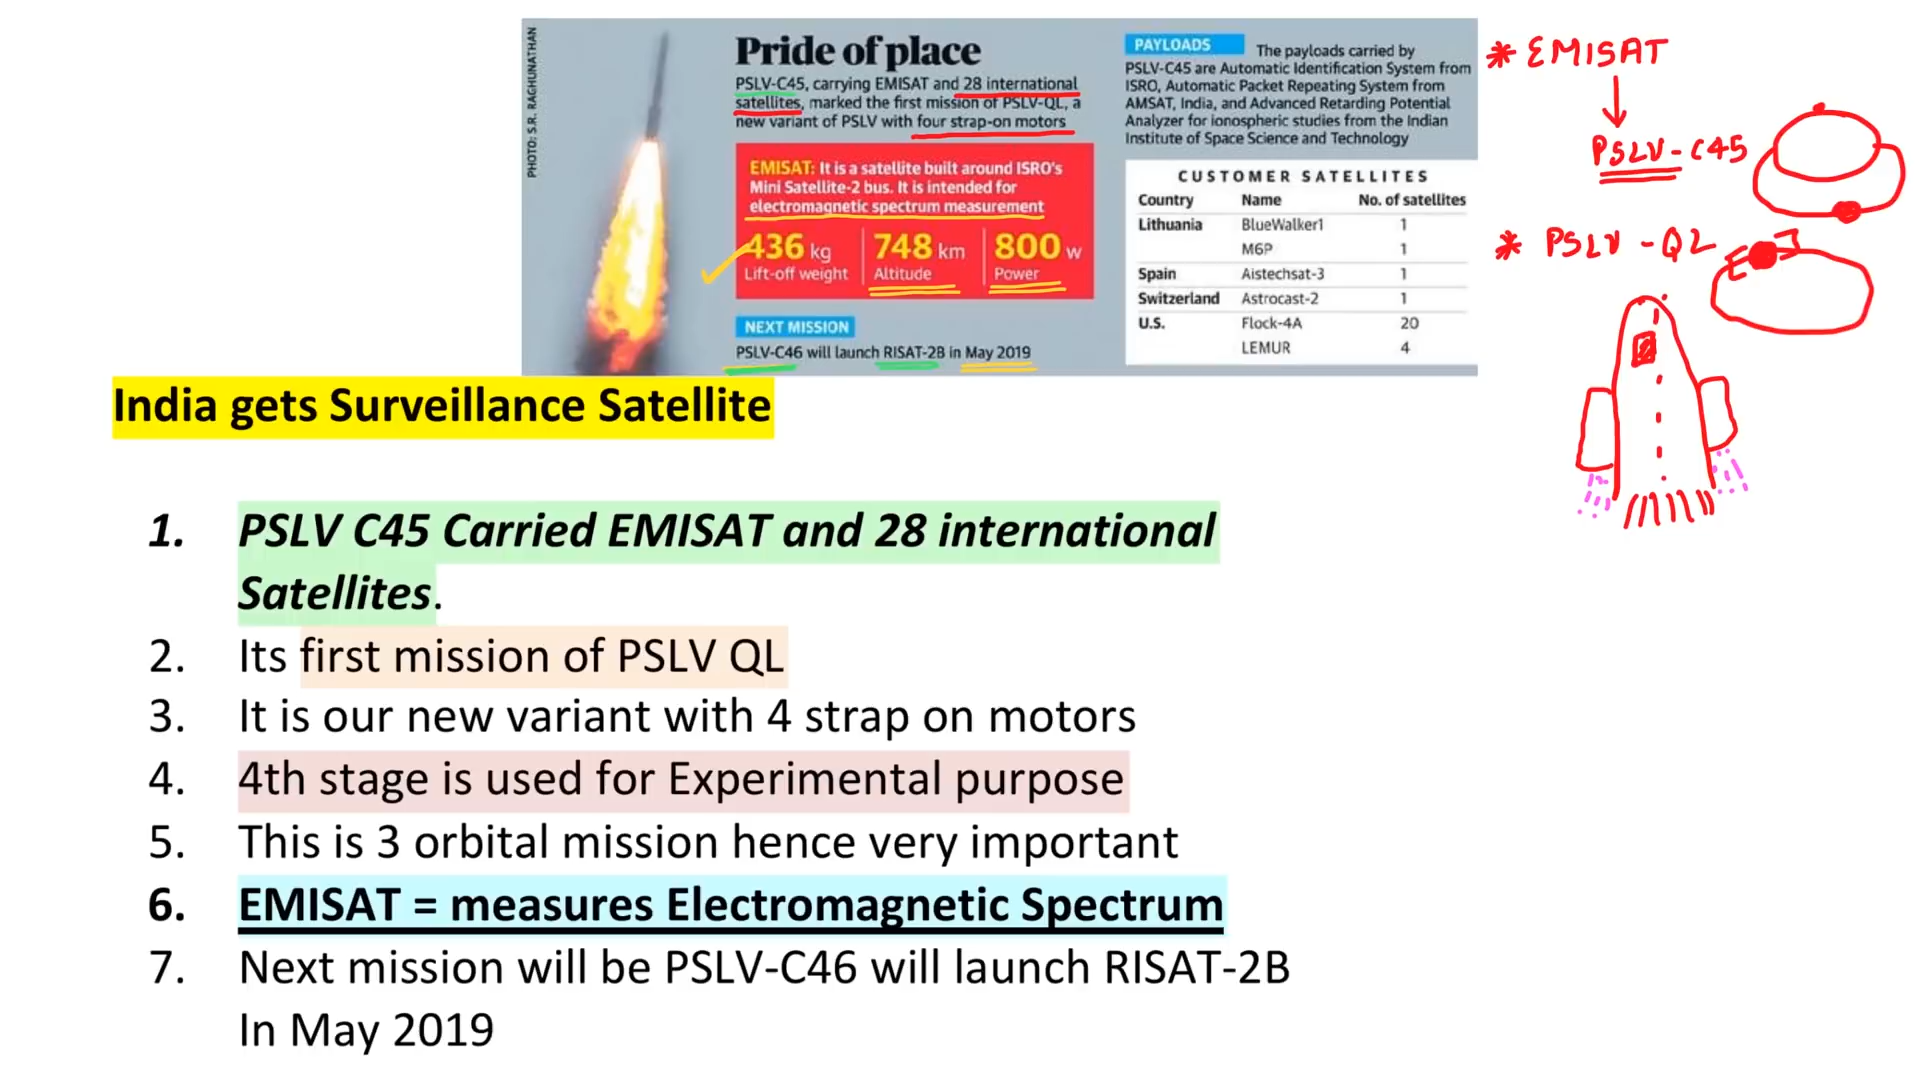 PHOTO: S.R. RAGHUNATHAN
Pride of place
PSLV-C45, carrying EMISAT and 28 international
satellites, marked the first mission of PSLV-QL, a
new variant of PSLV with four strap-on motors
EMISAT: It is a satellite built around ISRO's
Mini Satellite-2 bus. It is intended for
electromagnetic spectrum measurement
436 kg 748 km 800 w
Lift-off weight Altitude Power
NEXT MISSION
PSLV-C46 will launch RISAT-2B in May 2019
PAYLOADS The payloads carried by
PSLV-C45 are Automatic Identification System from
ISRO, Automatic Packet Repeating System from
AMSAT, India, and Advanced Retarding Potential
Analyzer for ionospheric studies from the Indian
Institute of Space Science and Technology
CUSTOMER SATELLITES
Country Name No. of satellites
Lithuania BlueWalker1 1
M6P 1
Spain Aistechsat-3 1
Switzerland Astrocast-2 1
U.S. Flock-4A 20
LEMUR 4
* EMISAT
PSLV-C45
* PSLV-QL
India gets Surveillance Satellite
1. PSLV C45 Carried EMISAT and 28 international
Satellites.
2. Its first mission of PSLV QL
3. It is our new variant with 4 strap on motors
4. 4th stage is used for Experimental purpose
5. This is 3 orbital mission hence very important
6. EMISAT = measures Electromagnetic Spectrum
7. Next mission will be PSLV-C46 will launch RISAT-2B
In May 2019